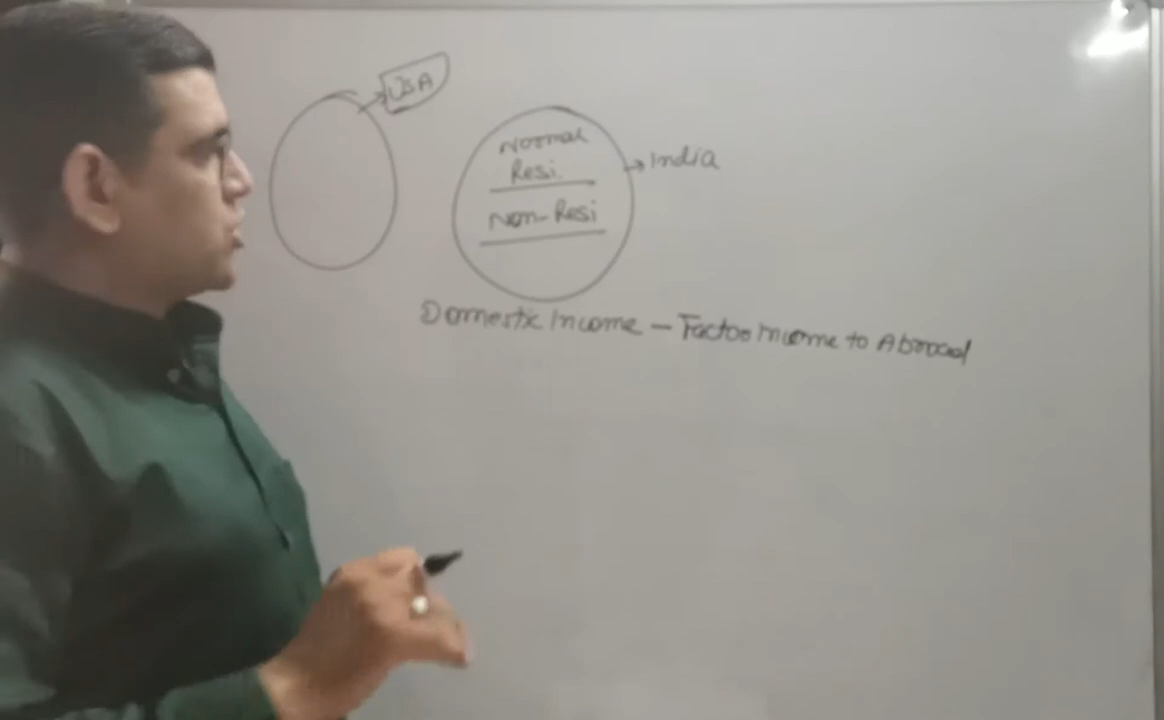 USA
Normal
Resi.
Non-Resi
India
Domestic Income - Factor Income to Abroad